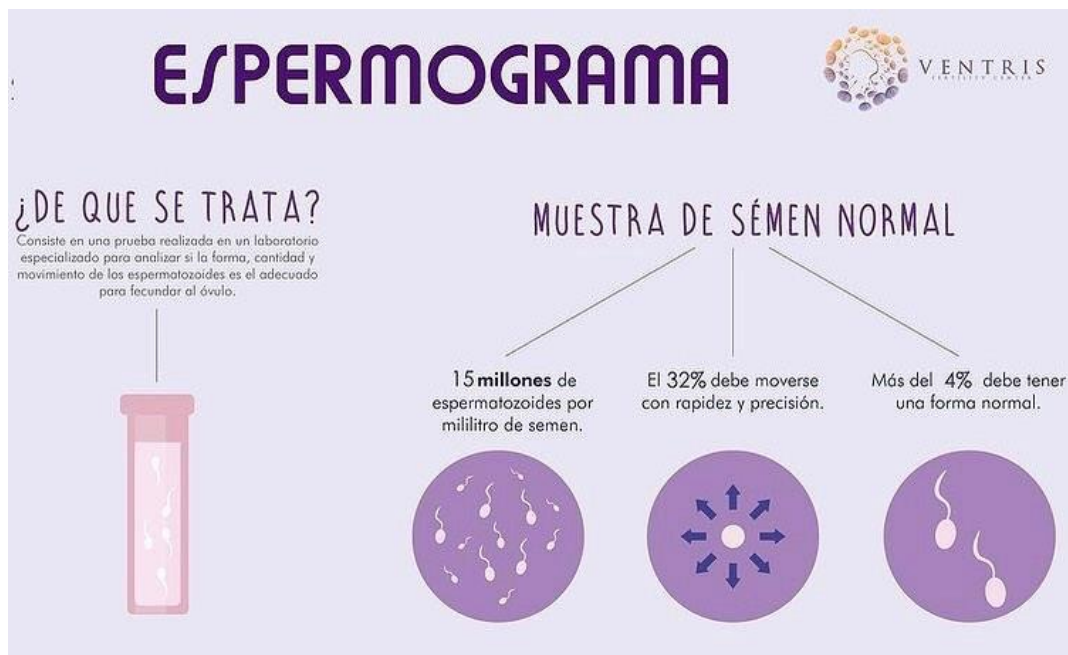 ESPERMOGRAMA
VENTRIS
FERTILITY CENTER
¿DE QUE SE TRATA?
Consiste en una prueba realizada en un laboratorio
especializado para analizar si la forma, cantidad y
movimiento de los espermatozoides es el adecuado
para fecundar al óvulo.
MUESTRA DE SÉMEN NORMAL
15 millones de
espermatozoides por
mililitro de semen.
El 32% debe moverse
con rapidez y precisión.
Más del 4% debe tener
una forma normal.